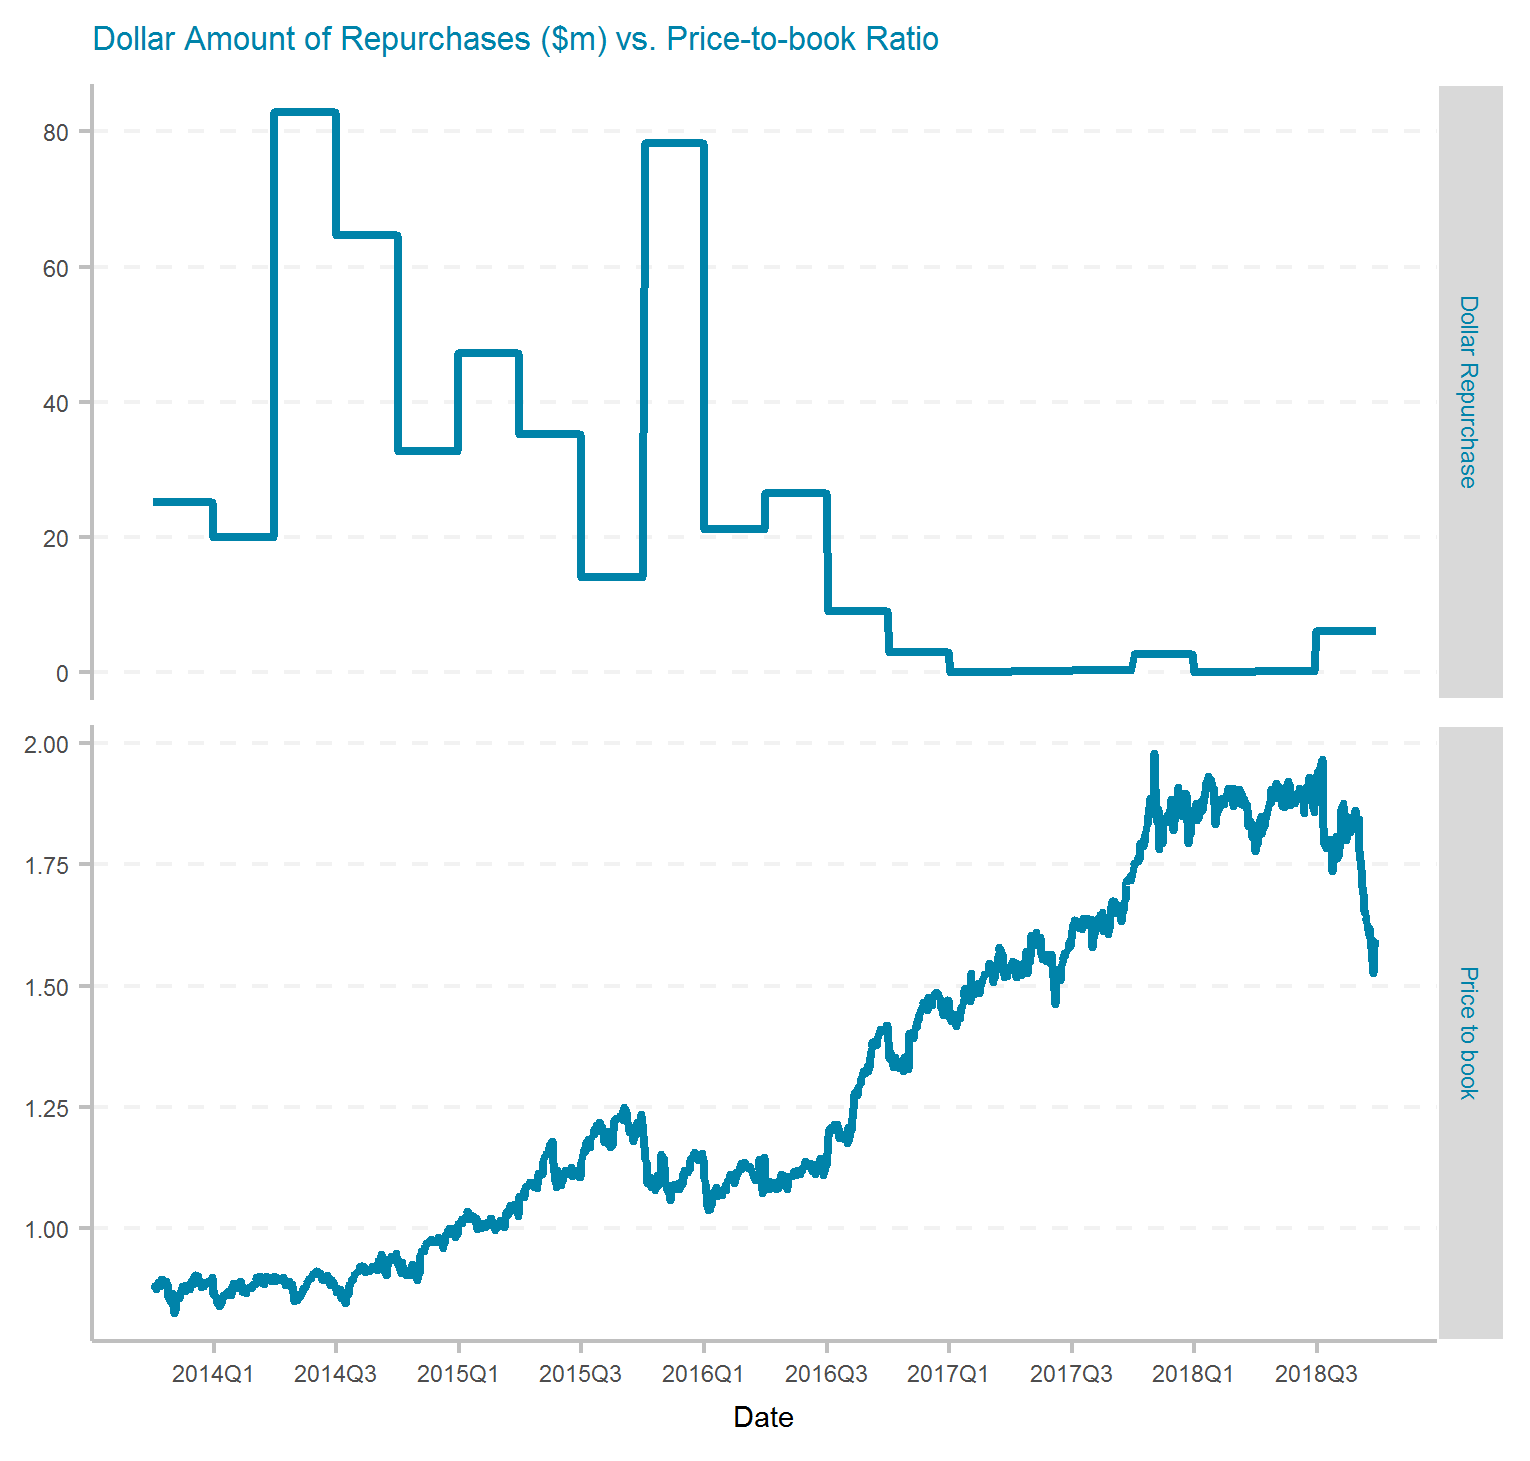 Dollar Amount of Repurchases ($m) vs. Price-to-book Ratio
80
60
40
20
0
Dollar Repurchase
2.00
1.75
1.50
1.25
1.00
Price to book
2014Q1 2014Q3 2015Q1 2015Q3 2016Q1 2016Q3 2017Q1 2017Q3 2018Q1 2018Q3
Date